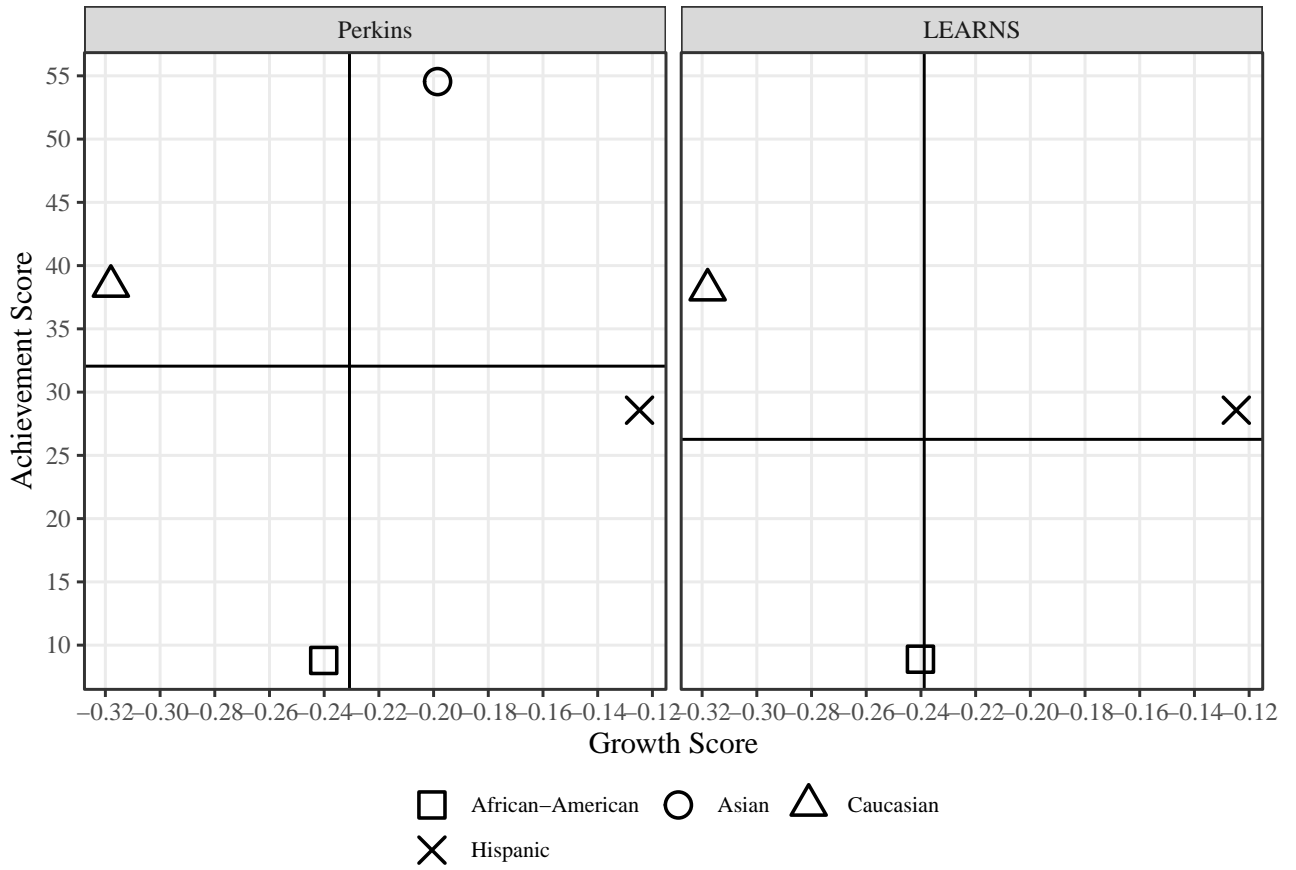 Perkins LEARNS
55
50
45
40
35
30
25
20
15
10
Achievement Score
−0.32−0.30−0.28−0.26−0.24−0.22−0.20−0.18−0.16−0.14−0.12 −0.32−0.30−0.28−0.26−0.24−0.22−0.20−0.18−0.16−0.14−0.12
Growth Score
African−American Asian Caucasian
Hispanic